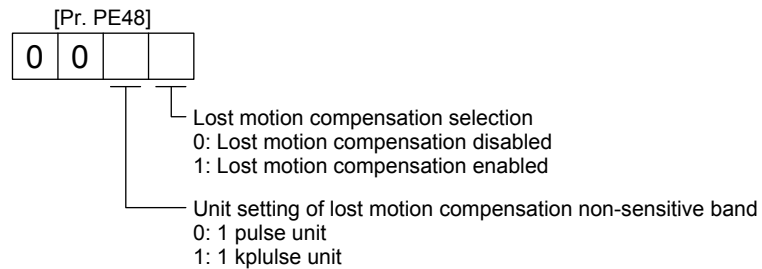 [Pr. PE48]
0 0
Lost motion compensation selection
0: Lost motion compensation disabled
1: Lost motion compensation enabled
Unit setting of lost motion compensation non-sensitive band
0: 1 pulse unit
1: 1 kplulse unit